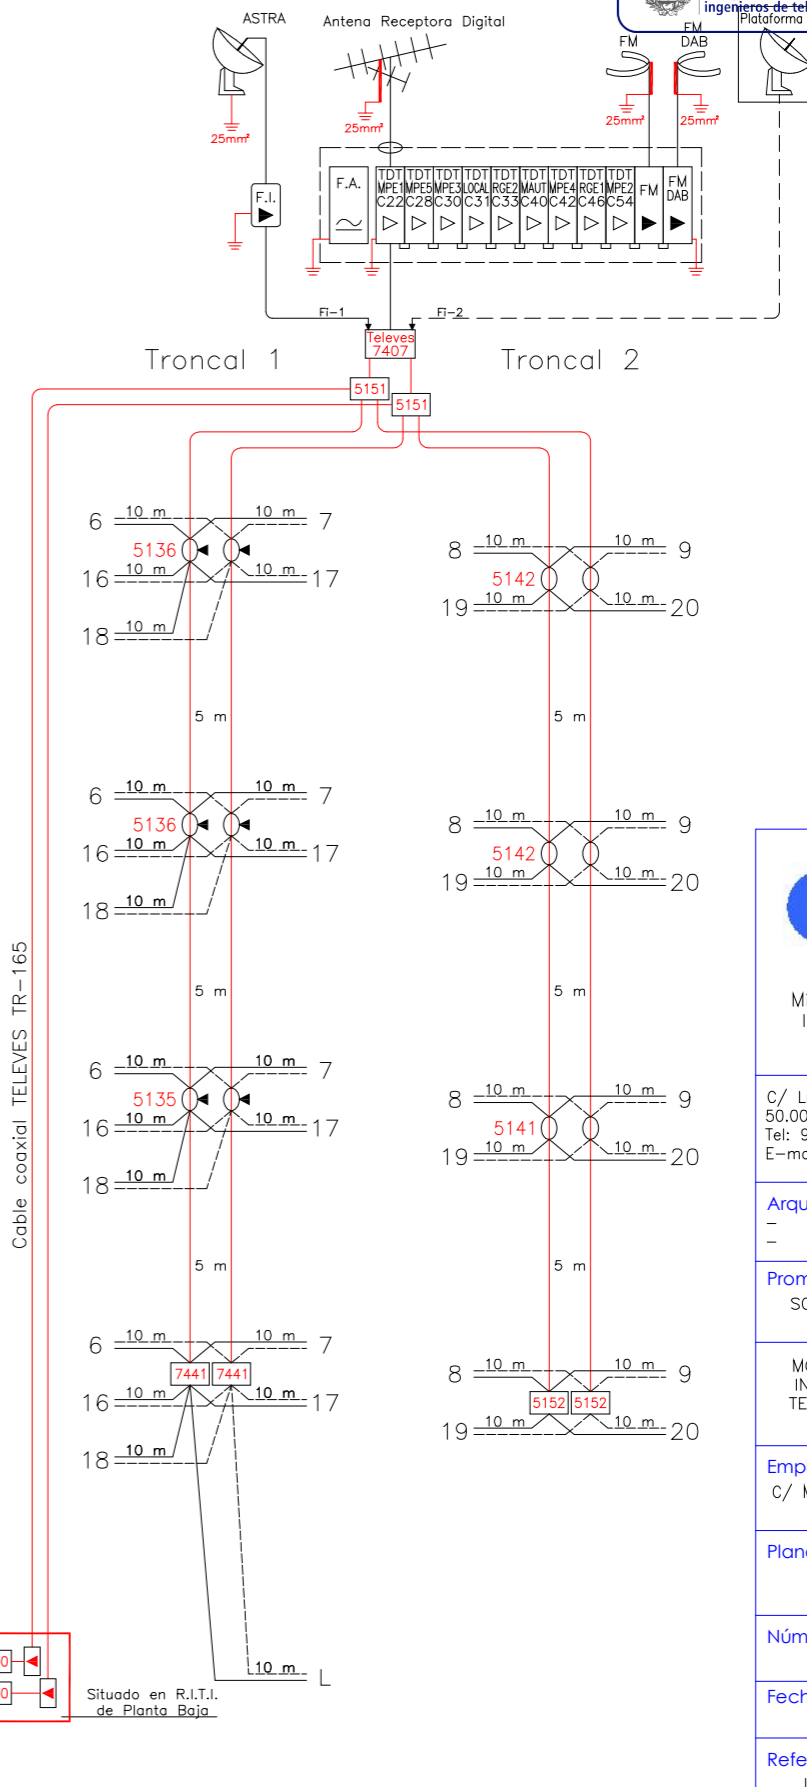 ingenieros de tel
ASTRA
Antena Receptora Digital
FM
FM
DAB
Plataforma
25mm²
25mm²
25mm²
25mm²
F.I.
F.A.
TDT
MPE1
C22
TDT
MPE5
C28
TDT
MPE3
C30
TDT
LOCAL
C31
TDT
RGE2
C33
TDT
MAUT
C40
TDT
MPE4
C42
TDT
RGE1
C46
TDT
MPE2
C54
FM
FM
DAB
Fi-1
Fi-2
Televes
7407
Troncal 1
Troncal 2
5151
5151
6 10 m 10 m 7
5136
16 10 m 10 m 17
18 10 m
8 10 m 10 m 9
5142
19 10 m 10 m 20
5 m
5 m
6 10 m 10 m 7
5136
16 10 m 10 m 17
18 10 m
8 10 m 10 m 9
5142
19 10 m 10 m 20
5 m
5 m
6 10 m 10 m 7
5135
16 10 m 10 m 17
18 10 m
8 10 m 10 m 9
5141
19 10 m 10 m 20
5 m
5 m
6 10 m 10 m 7
7441 7441
16 10 m 10 m 17
18 10 m
8 10 m 10 m 9
5152 5152
19 10 m 10 m 20
10 m L
Cable coaxial TELEVES TR-165
0
0
Situado en R.I.T.I.
de Planta Baja
M
I
C/ L
50.00
Tel: 9
E-ma
Arqu
-
-
Prom
SO
MO
IN
TE
Emp
C/ M
Plan
Núm
Fech
Refe